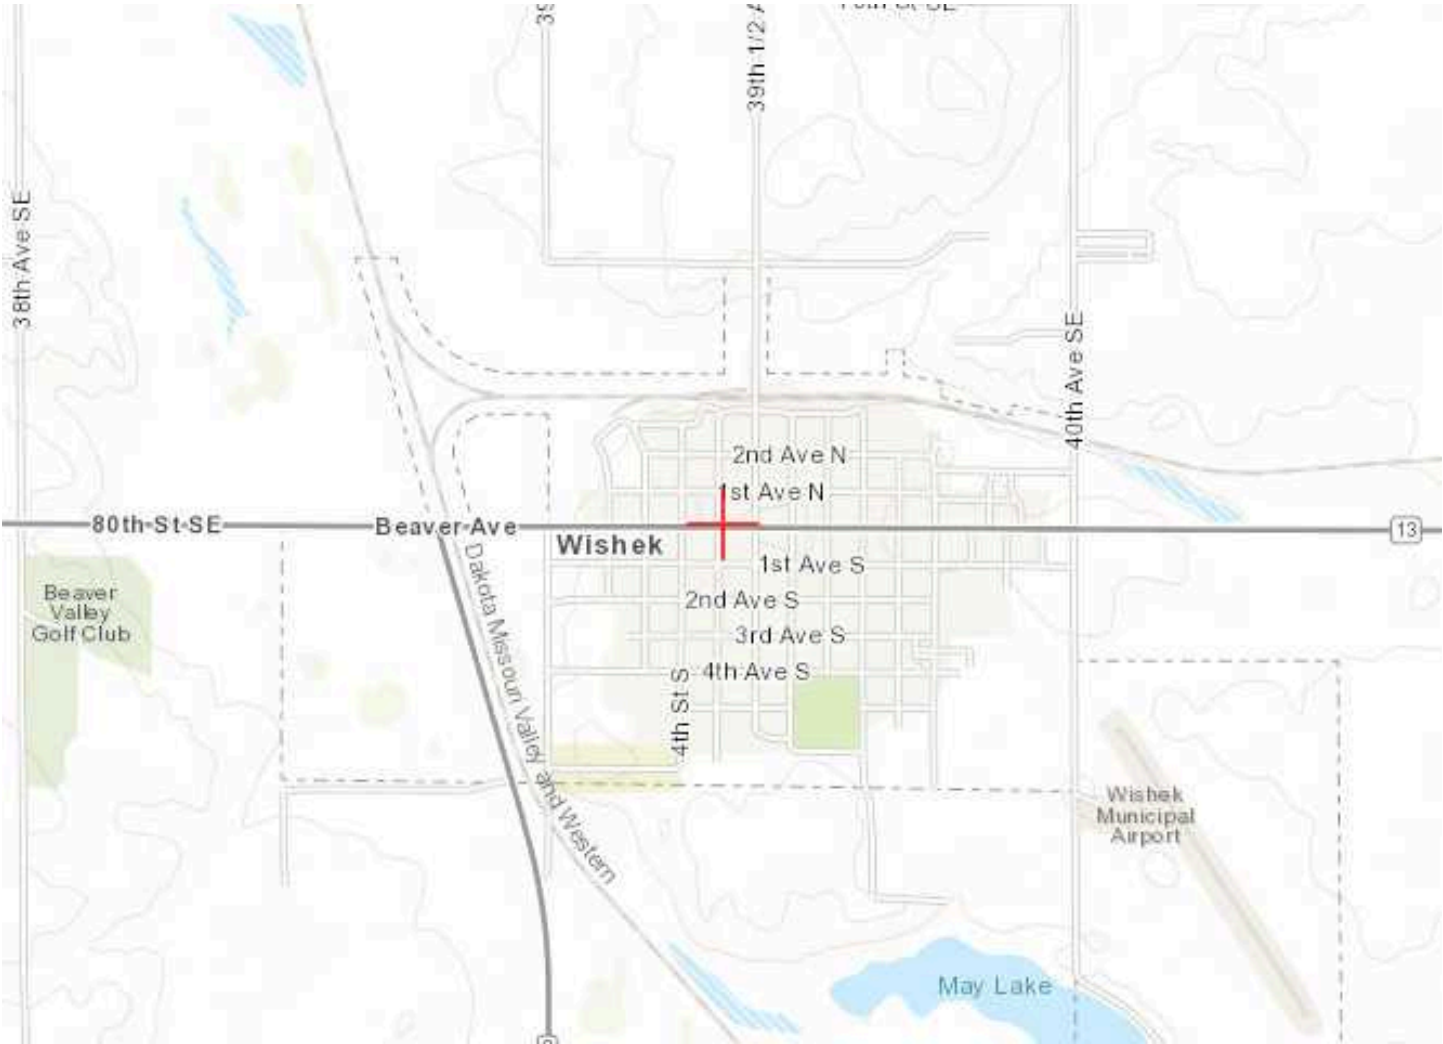 39th 1/2
38th Ave SE
40th Ave SE
2nd Ave N
1st Ave N
80th St SE
Beaver Ave
13
Wishek
1st Ave S
Beaver
Valley
Golf Club
2nd Ave S
3rd Ave S
4th Ave S
4th St S
Dakota Missouri Valley and Western
Wishek
Municipal
Airport
May Lake